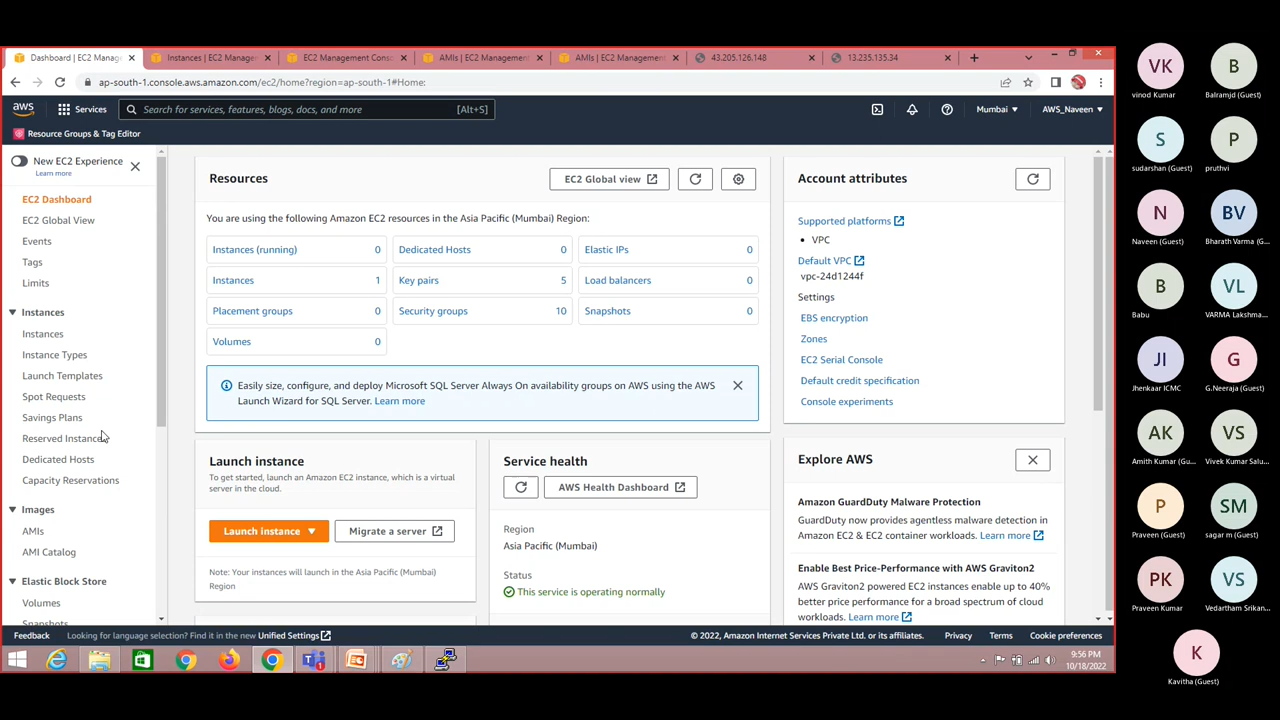 Dashboard | EC2 Manag
Instances | EC2 Managem
EC2 Management Conso
AMIs | EC2 Management
AMIs | EC2 Management
43.205.126.148
13.235.135.34
ap-south-1.console.aws.amazon.com/ec2/home?region=ap-south-1#Home:
aws
Services
Search for services, features, blogs, docs, and more
[Alt+S]
Mumbai
AWS_Naveen
Resource Groups & Tag Editor
New EC2 Experience
Learn more
EC2 Dashboard
EC2 Global View
Events
Tags
Limits
Instances
Instances
Instance Types
Launch Templates
Spot Requests
Savings Plans
Reserved Instances
Dedicated Hosts
Capacity Reservations
Images
AMIs
AMI Catalog
Elastic Block Store
Volumes
Snapshots
Resources
EC2 Global view
You are using the following Amazon EC2 resources in the Asia Pacific (Mumbai) Region:
Instances (running) 0
Dedicated Hosts 0
Elastic IPs 0
Instances 1
Key pairs 5
Load balancers 0
Placement groups 0
Security groups 10
Snapshots 0
Volumes 0
Easily size, configure, and deploy Microsoft SQL Server Always On availability groups on AWS using the AWS
Launch Wizard for SQL Server. Learn more
Launch instance
To get started, launch an Amazon EC2 instance, which is a virtual
server in the cloud.
Launch instance
Migrate a server
Note: Your instances will launch in the Asia Pacific (Mumbai)
Region
Service health
AWS Health Dashboard
Region
Asia Pacific (Mumbai)
Status
This service is operating normally
Account attributes
Supported platforms
• VPC
Default VPC
vpc-24d1244f
Settings
EBS encryption
Zones
EC2 Serial Console
Default credit specification
Console experiments
Explore AWS
Amazon GuardDuty Malware Protection
GuardDuty now provides agentless malware detection in
Amazon EC2 & EC2 container workloads. Learn more
Enable Best Price-Performance with AWS Graviton2
AWS Graviton2 powered EC2 instances enable up to 40%
better price performance for a broad spectrum of cloud
workloads. Learn more
Feedback
Looking for language selection? Find it in the new Unified Settings
© 2022, Amazon Internet Services Private Ltd. or its affiliates.
Privacy
Terms
Cookie preferences
9:56 PM
10/18/2022
VK
vinod Kumar
B
Balramjd (Guest)
S
sudarshan (Guest)
P
pruthvi
N
Naveen (Guest)
BV
Bharath Varma (G...
B
Babu
VL
VARMA Lakshma...
JI
Jhenkaar ICMC
G
G.Neeraja (Guest)
AK
Amith Kumar (Gu...
VS
Vivek Kumar Salu...
P
Praveen (Guest)
SM
sagar m (Guest)
PK
Praveen Kumar
VS
Vedartham Srikan...
K
Kavitha (Guest)